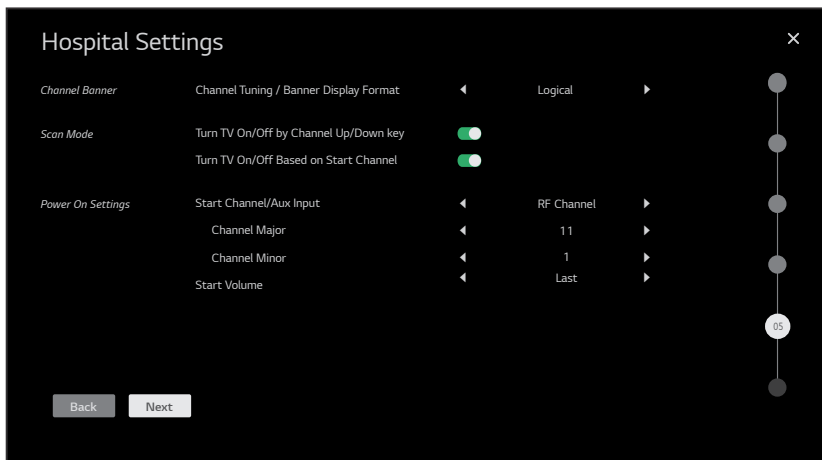 Hospital Settings
Channel Banner Channel Tuning / Banner Display Format Logical
Scan Mode Turn TV On/Off by Channel Up/Down key
Turn TV On/Off Based on Start Channel
Power On Settings Start Channel/Aux Input RF Channel
Channel Major 11
Channel Minor 1
Start Volume Last
05
Back Next